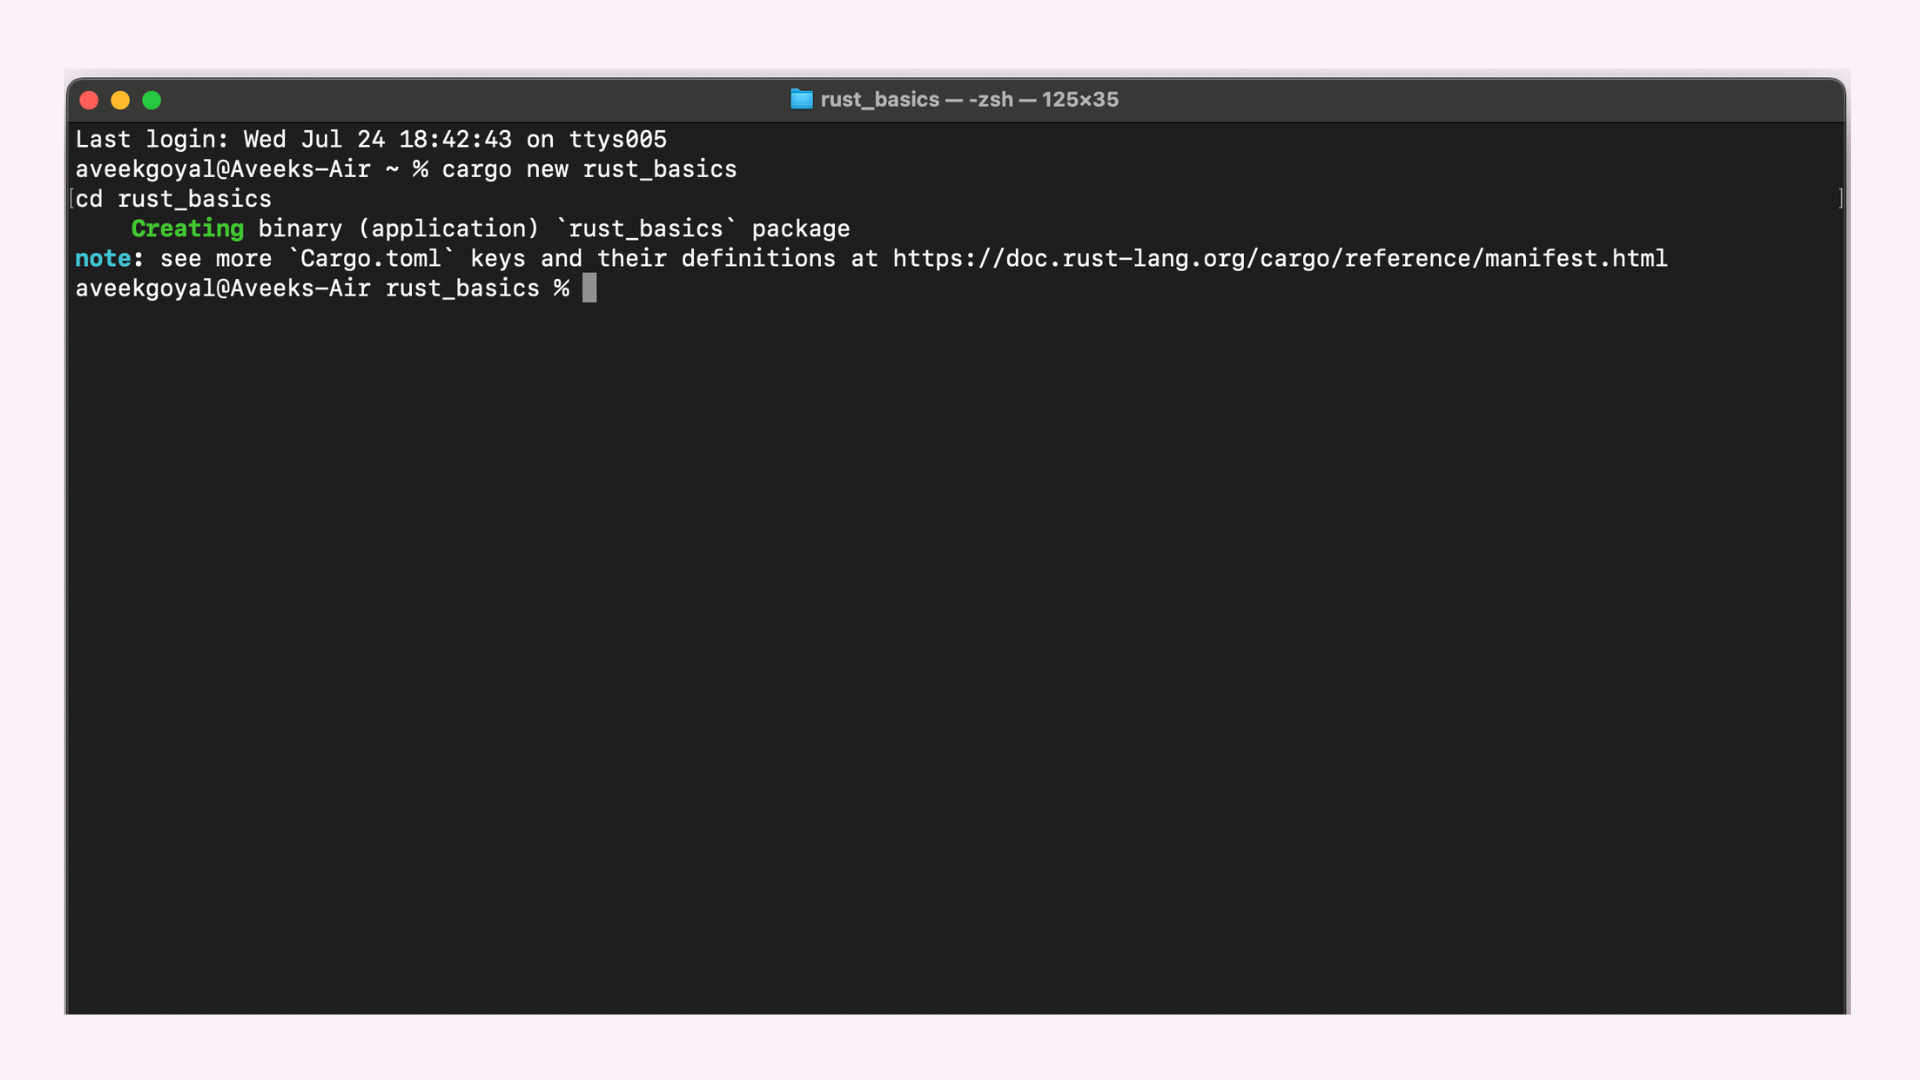 rust_basics — -zsh — 125×35
Last login: Wed Jul 24 18:42:43 on ttys005
aveekgoyal@Aveeks-Air ~ % cargo new rust_basics
[cd rust_basics ]
Creating binary (application) `rust_basics` package
note: see more `Cargo.toml` keys and their definitions at https://doc.rust-lang.org/cargo/reference/manifest.html
aveekgoyal@Aveeks-Air rust_basics %